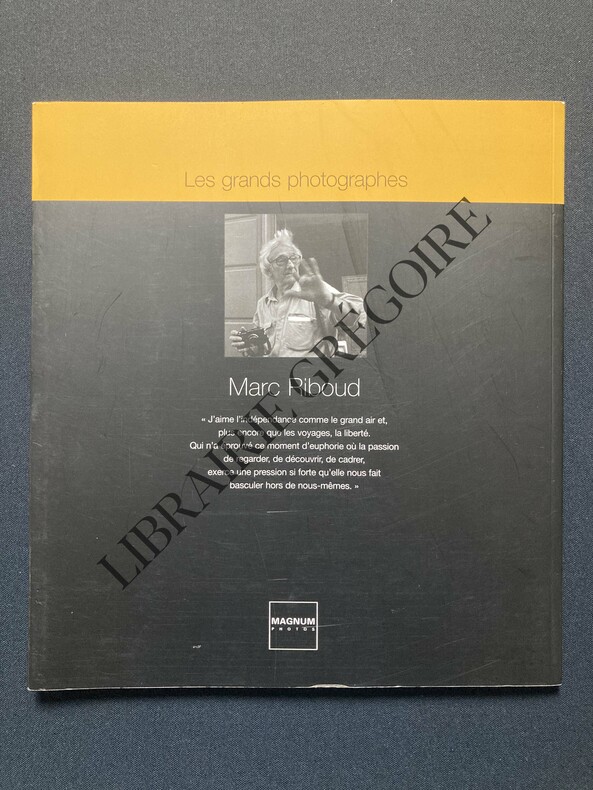 Les grands photographes
Marc Riboud
« J'aime l'indépendance comme le grand air et,
plus encore que les voyages, la liberté.
Qui n'a éprouvé ce moment d'euphorie où la passion
de regarder, de découvrir, de cadrer,
exerce une pression si forte qu'elle nous fait
basculer hors de nous-mêmes. »
MAGNUM
PHOTOS
LIBRAIRIE GRÉGOIRE